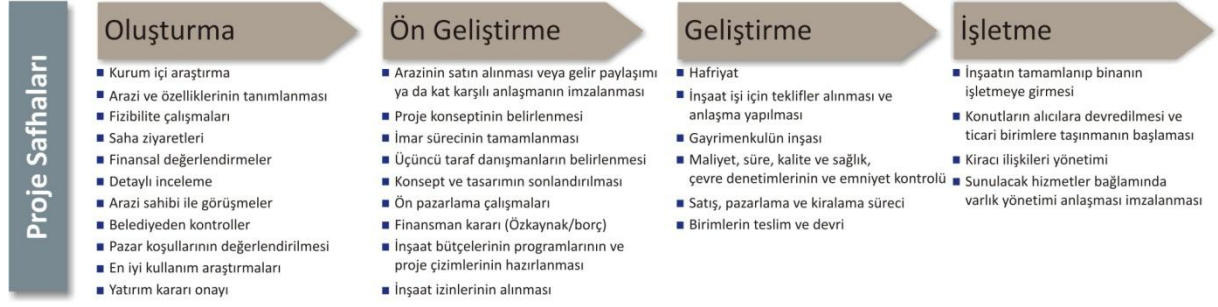 Proje Safhaları
Oluşturma
Kurum içi araştırma
Arazi ve özelliklerinin tanımlanması
Fizibilite çalışmaları
Saha ziyaretleri
Finansal değerlendirmeler
Detaylı inceleme
Arazi sahibi ile görüşmeler
Belediyeden kontroller
Pazar koşullarının değerlendirilmesi
En iyi kullanım araştırmaları
Yatırım kararı onayı
Ön Geliştirme
Arazinin satın alınması veya gelir paylaşımı
ya da kat karşılı anlaşmanın imzalanması
Proje konseptinin belirlenmesi
İmar sürecinin tamamlanması
Üçüncü taraf danışmanların belirlenmesi
Konsept ve tasarımın sonlandırılması
Ön pazarlama çalışmaları
Finansman kararı (Özkaynak/borç)
İnşaat bütçelerinin programlarının ve
proje çizimlerinin hazırlanması
İnşaat izinlerinin alınması
Geliştirme
Hafriyat
İnşaat işi için teklifler alınması ve
anlaşma yapılması
Gayrimenkulün inşası
Maliyet, süre, kalite ve sağlık,
çevre denetimlerinin ve emniyet kontrolü
Satış, pazarlama ve kiralama süreci
Birimlerin teslim ve devri
İşletme
İnşaatın tamamlanıp binanın
işletmeye girmesi
Konutların alıcılara devredilmesi ve
ticari birimlere taşınmanın başlaması
Kiracı ilişkileri yönetimi
Sunulacak hizmetler bağlamında
varlık yönetimi anlaşması imzalanması